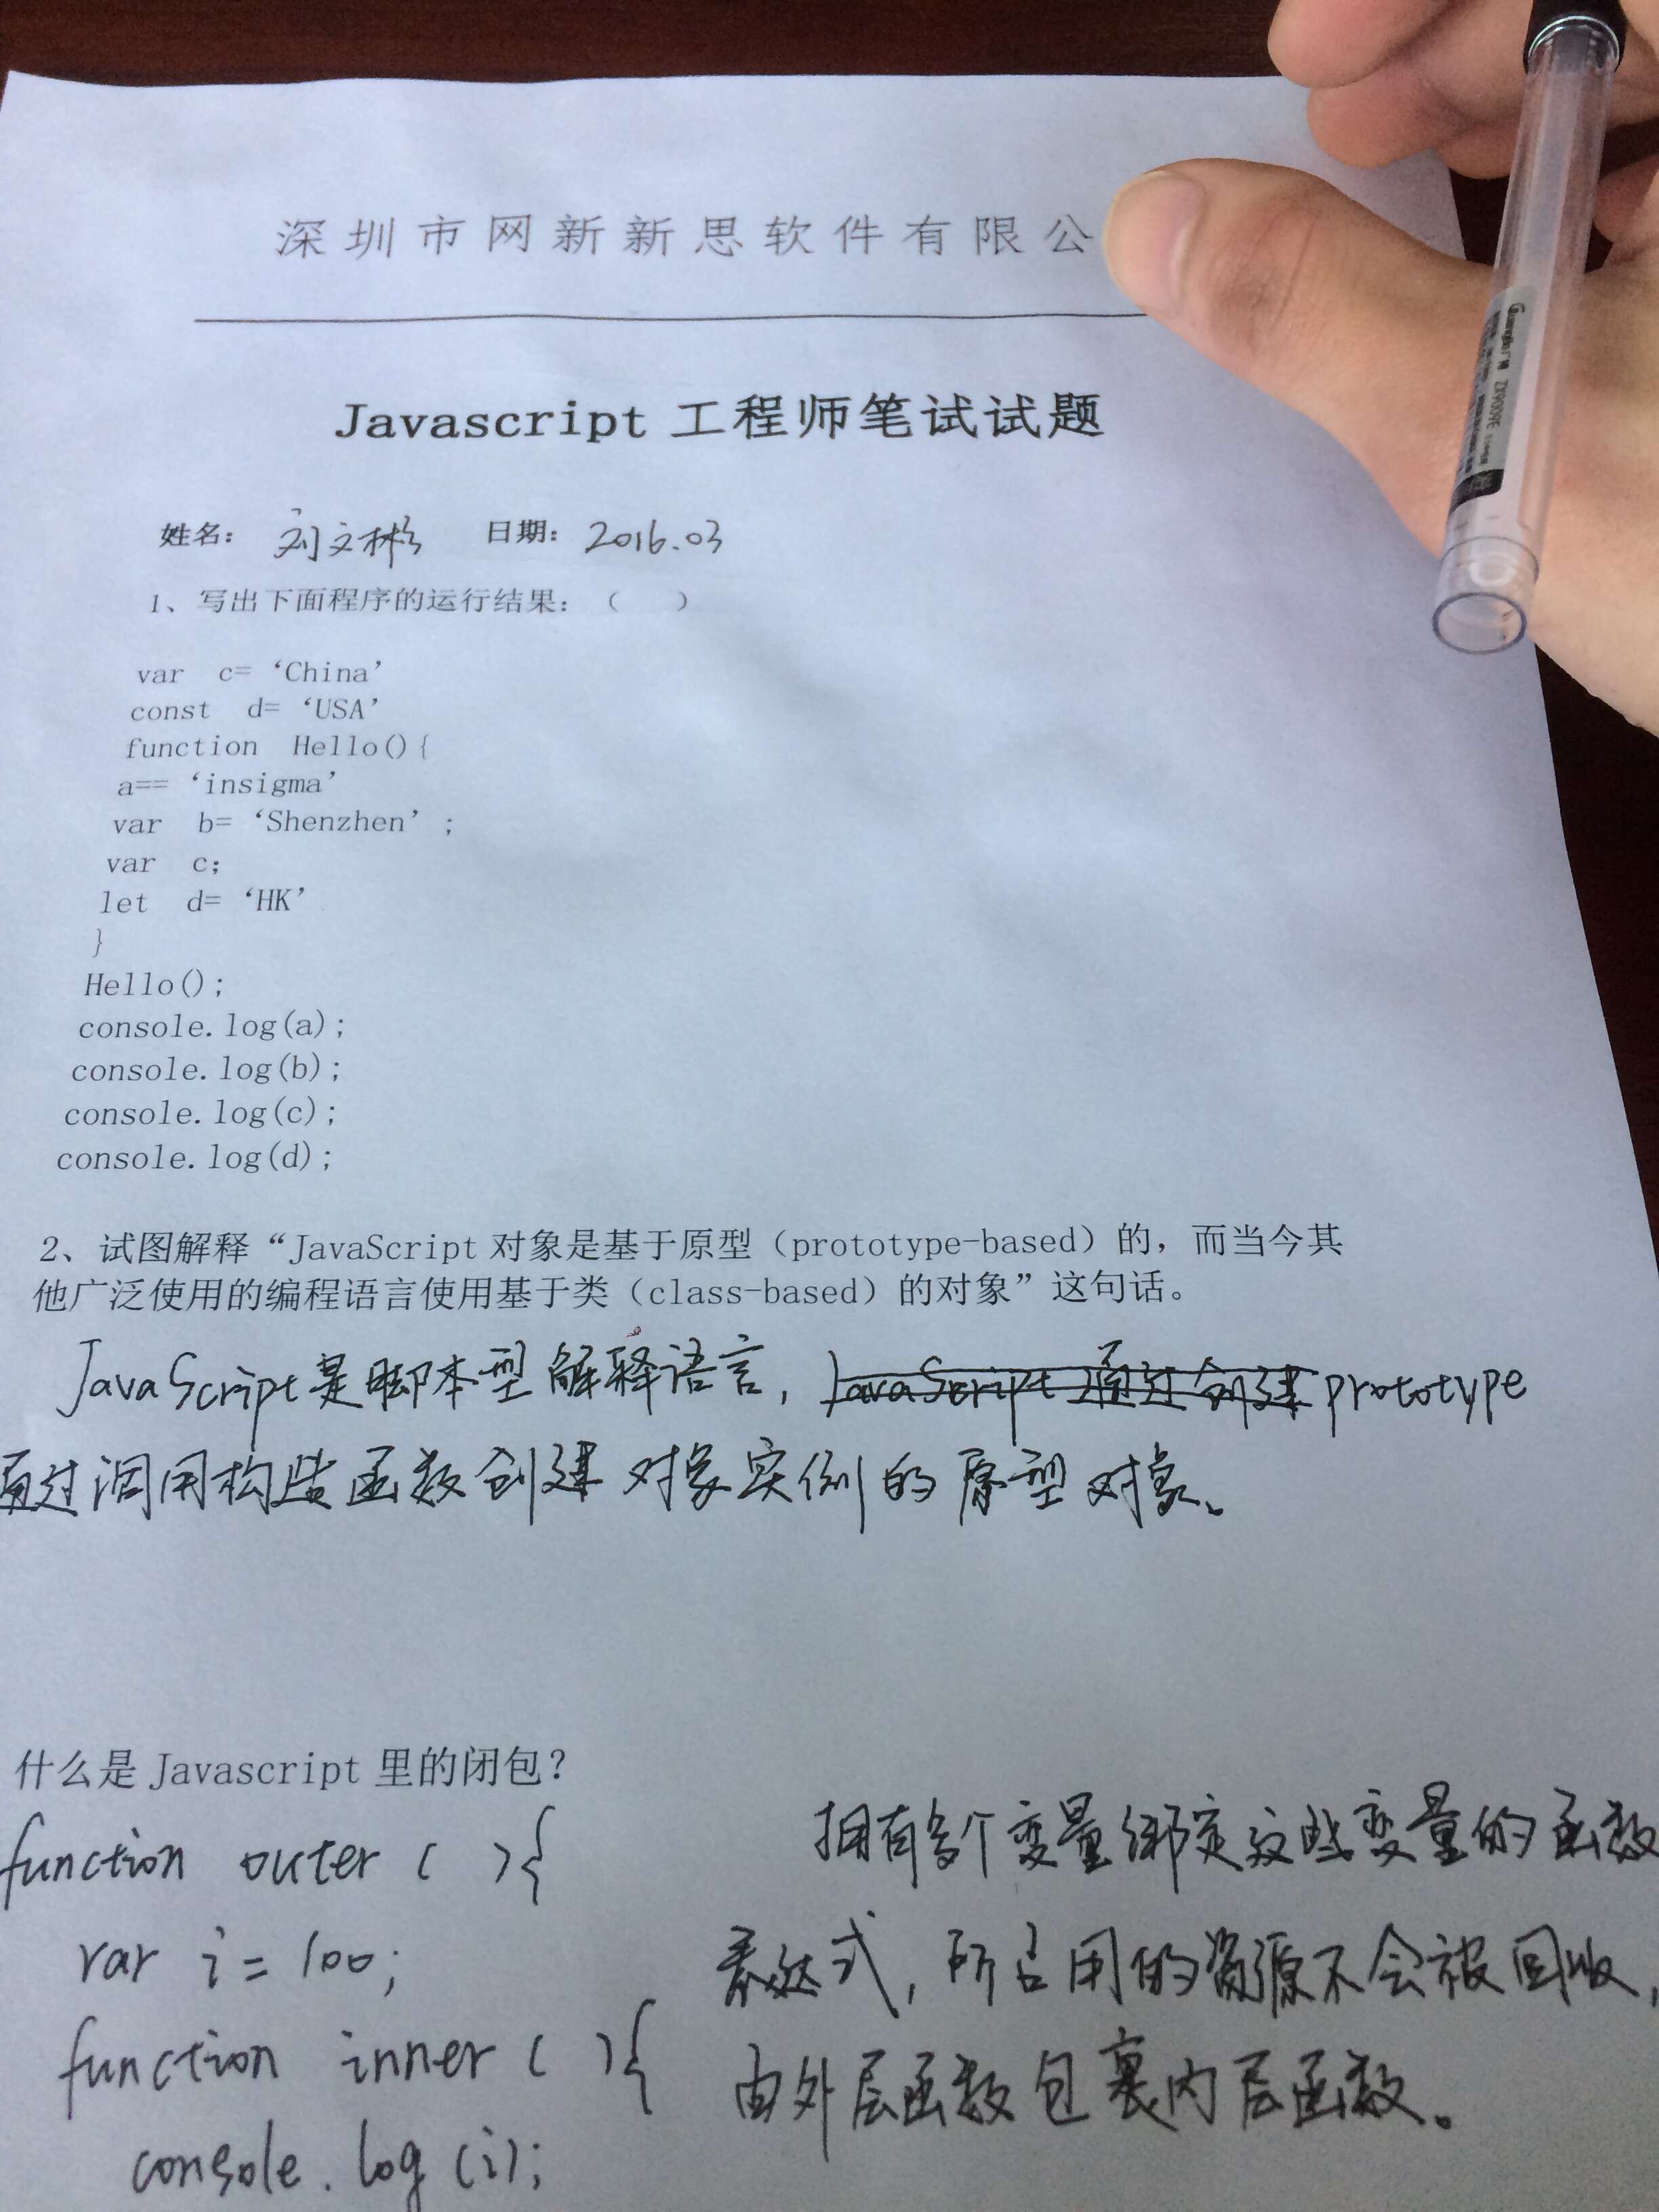 深圳市网新新思软件有限公
Javascript 工程师笔试试题
姓名： 刘文彬 日期： 2016.03
1、写出下面程序的运行结果：（ ）
var c= ‘China’
const d= ‘USA’
function Hello(){
a== ‘insigma’
var b= ‘Shenzhen’ ;
var c;
let d= ‘HK’
}
Hello();
console.log(a);
console.log(b);
console.log(c);
console.log(d);
2、试图解释“JavaScript 对象是基于原型（prototype-based）的，而当今其
他广泛使用的编程语言使用基于类（class-based）的对象”这句话。
JavaScript是脚本型解释语言，JavaScript通过创建prototype
通过调用构造函数创建对象实例的原型对象。
什么是 Javascript 里的闭包？
function outer ( ){
拥有多个变量绑定这些变量的函数
var i = 100;
表达式，所占用的资源不会被回收，
function inner ( ){
由外层函数包裹内层函数。
console.log(i);
Guangbo